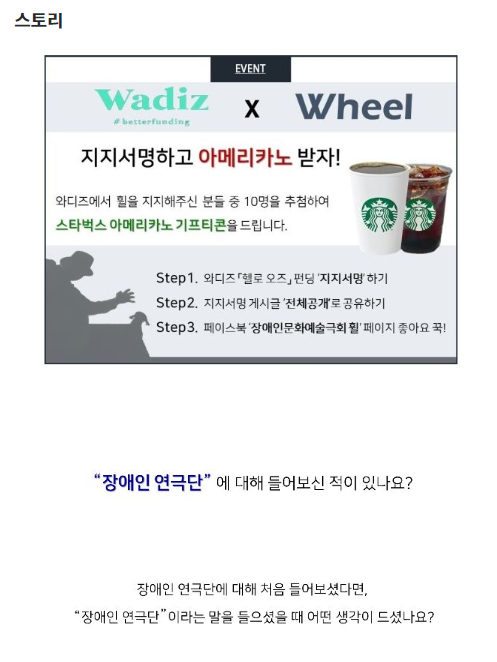 스토리
EVENT
Wadiz X Wheel
#betterfunding
지지서명하고 아메리카노 받자!
와디즈에서 휠을 지지해주신 분들 중 10명을 추첨하여
스타벅스 아메리카노 기프티콘을 드립니다.
Step1. 와디즈 「헬로 오즈」 펀딩 '지지서명' 하기
Step2. 지지서명 게시글 '전체공개'로 공유하기
Step3. 페이스북 '장애인문화예술극회 휠' 페이지 좋아요 꾹!
“장애인 연극단” 에 대해 들어보신 적이 있나요?
장애인 연극단에 대해 처음 들어보셨다면,
“장애인 연극단”이라는 말을 들으셨을 때 어떤 생각이 드셨나요?